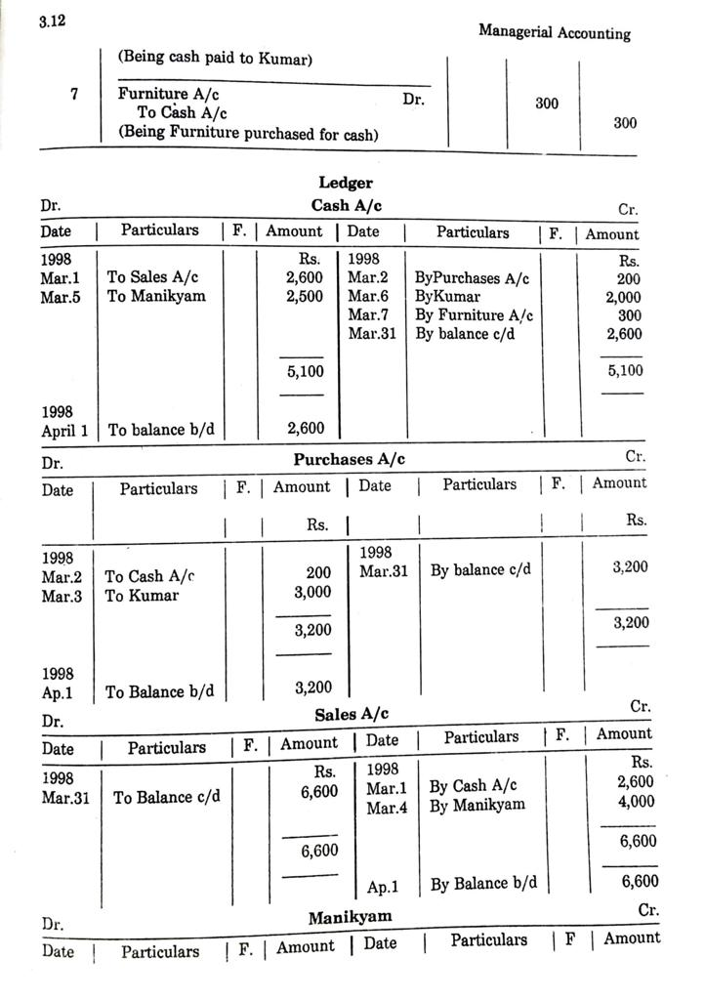 3.12
Managerial Accounting
(Being cash paid to Kumar)
7 Furniture A/c Dr. 300
To Cash A/c 300
(Being Furniture purchased for cash)
Ledger
Dr. Cash A/c Cr.
Date | Particulars | F. | Amount | Date | Particulars | F. | Amount
1998 Rs. 1998 Rs.
Mar.1 To Sales A/c 2,600 Mar.2 ByPurchases A/c 200
Mar.5 To Manikyam 2,500 Mar.6 ByKumar 2,000
Mar.7 By Furniture A/c 300
Mar.31 By balance c/d 2,600
5,100 5,100
1998
April 1 To balance b/d 2,600
Dr. Purchases A/c Cr.
Date Particulars | F. | Amount | Date | Particulars | F. | Amount
Rs. Rs.
1998 1998
Mar.2 To Cash A/c 200 Mar.31 By balance c/d 3,200
Mar.3 To Kumar 3,000
3,200 3,200
1998
Ap.1 To Balance b/d 3,200
Dr. Sales A/c Cr.
Date | Particulars | F. | Amount | Date | Particulars | F. | Amount
1998 Rs. 1998 Rs.
Mar.31 To Balance c/d 6,600 Mar.1 By Cash A/c 2,600
Mar.4 By Manikyam 4,000
6,600 6,600
Ap.1 By Balance b/d 6,600
Dr. Manikyam Cr.
Date | Particulars | F. | Amount | Date | Particulars | F | Amount